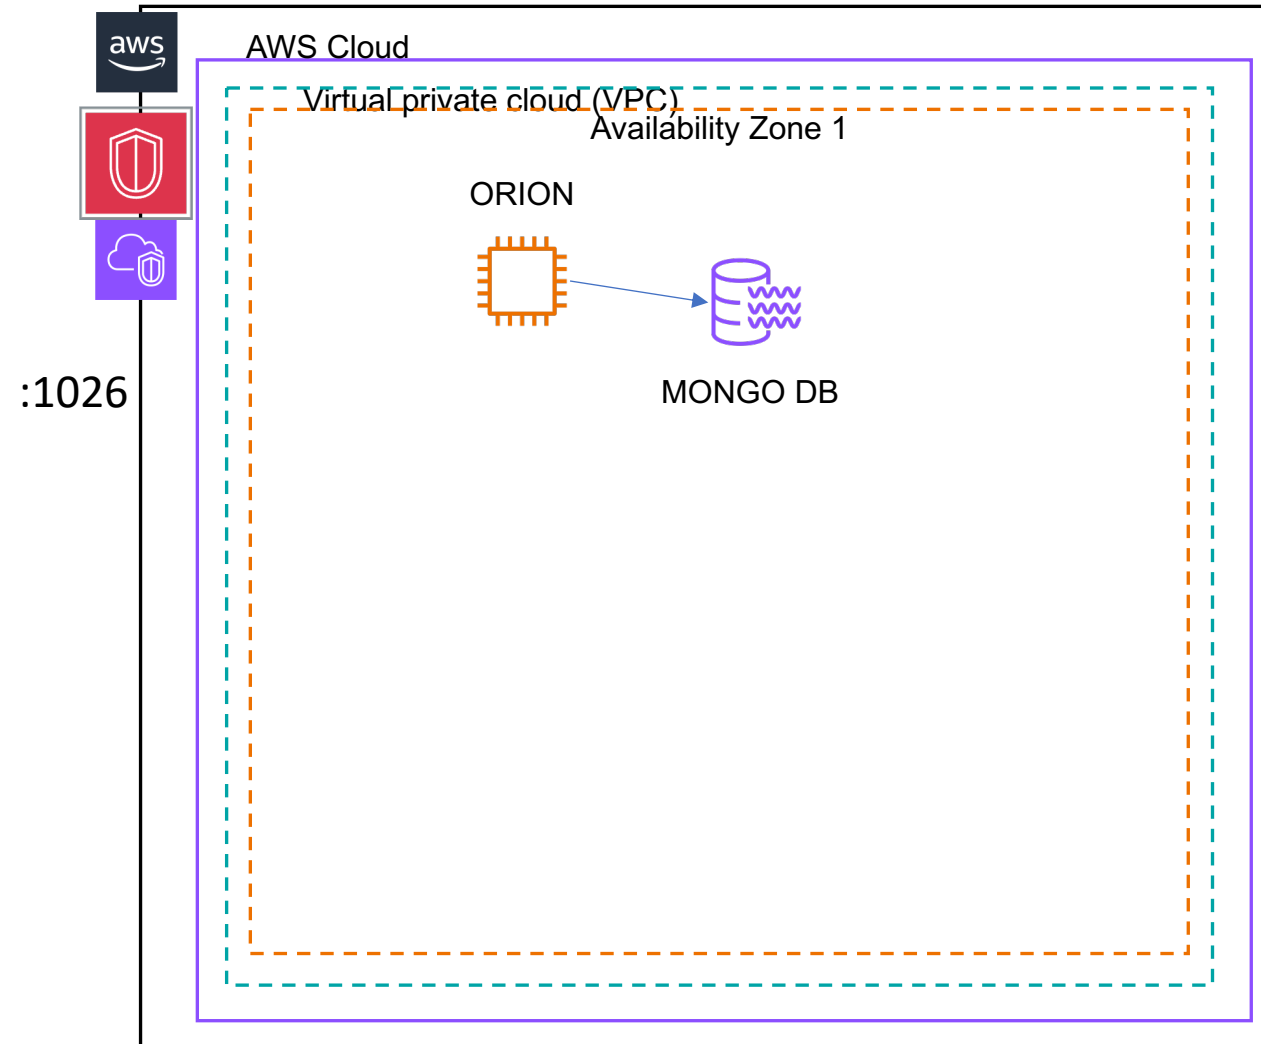 aws
AWS Cloud
Virtual private cloud (VPC)
Availability Zone 1
ORION
:1026
MONGO DB